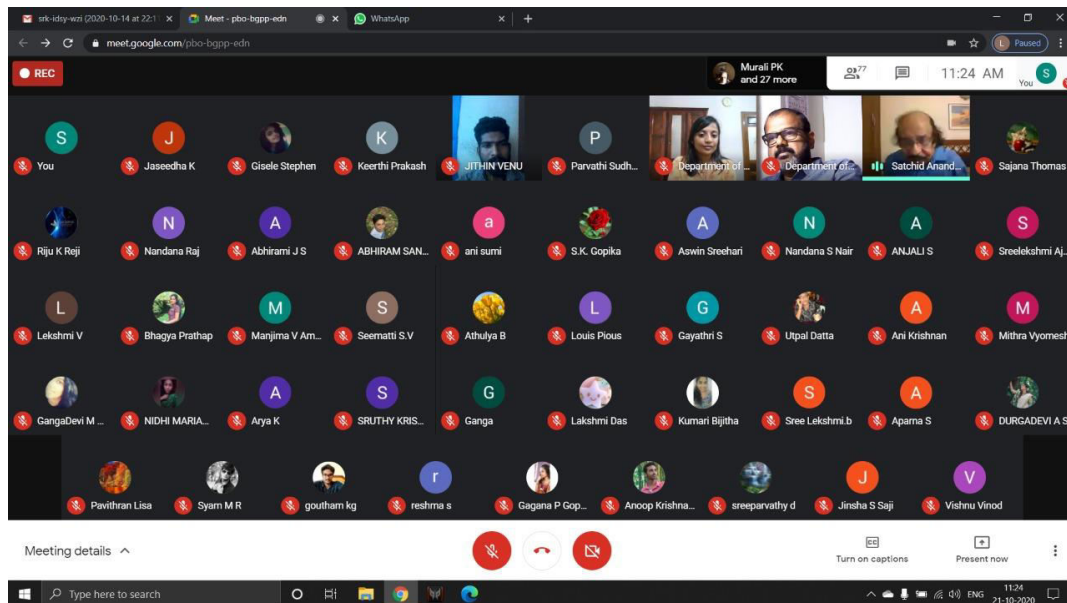 srk-idsy-wzi (2020-10-14 at 22:1
Meet - pbo-bgpp-edn
WhatsApp
meet.google.com/pbo-bgpp-edn
L Paused
REC
Murali PK
and 27 more
77
11:24 AM
You S
S J K P
You Jaseedha K Gisele Stephen Keerthi Prakash JITHIN VENU Parvathi Sudh... Department of ... Department of... Satchid Anand... Sajana Thomas
N A a A N A S
Riju K Reji Nandana Raj Abhirami J S ABHIRAM SAN... ani sumi S.K. Gopika Aswin Sreehari Nandana S Nair ANJALI S Sreelekshmi Aj...
L M S L G A M
Lekshmi V Bhagya Prathap Manjima V Am... Seematti S.V Athulya B Louis Pious Gayathri S Utpal Datta Ani Krishnan Mithra Vyomesh
A S G S A
GangaDevi M ... NIDHI MARIA... Arya K SRUTHY KRIS... Ganga Lakshmi Das Kumari Bijitha Sree Lekshmi.b Aparna S DURGADEVI A S
r J V
Pavithran Lisa Syam M R goutham kg reshma s Gagana P Gop... Anoop Krishna... sreeparvathy d Jinsha S Saji Vishnu Vinod
Meeting details
CC
Turn on captions
Present now
Type here to search
ENG
11:24
21-10-2020